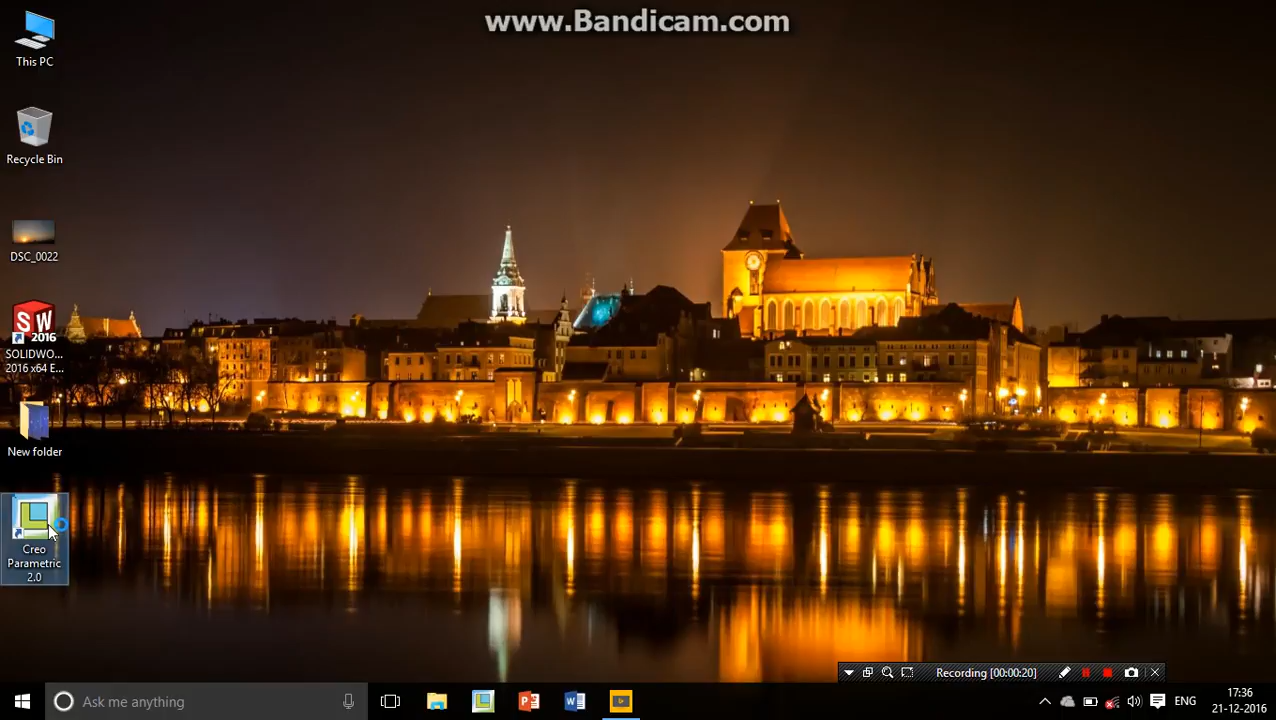 www.Bandicam.com
This PC
Recycle Bin
DSC_0022
SW
2016
SOLIDWO...
2016 x64 E...
New folder
Creo
Parametric
2.0
Recording [00:00:20]
Ask me anything
ENG
17:36
21-12-2016